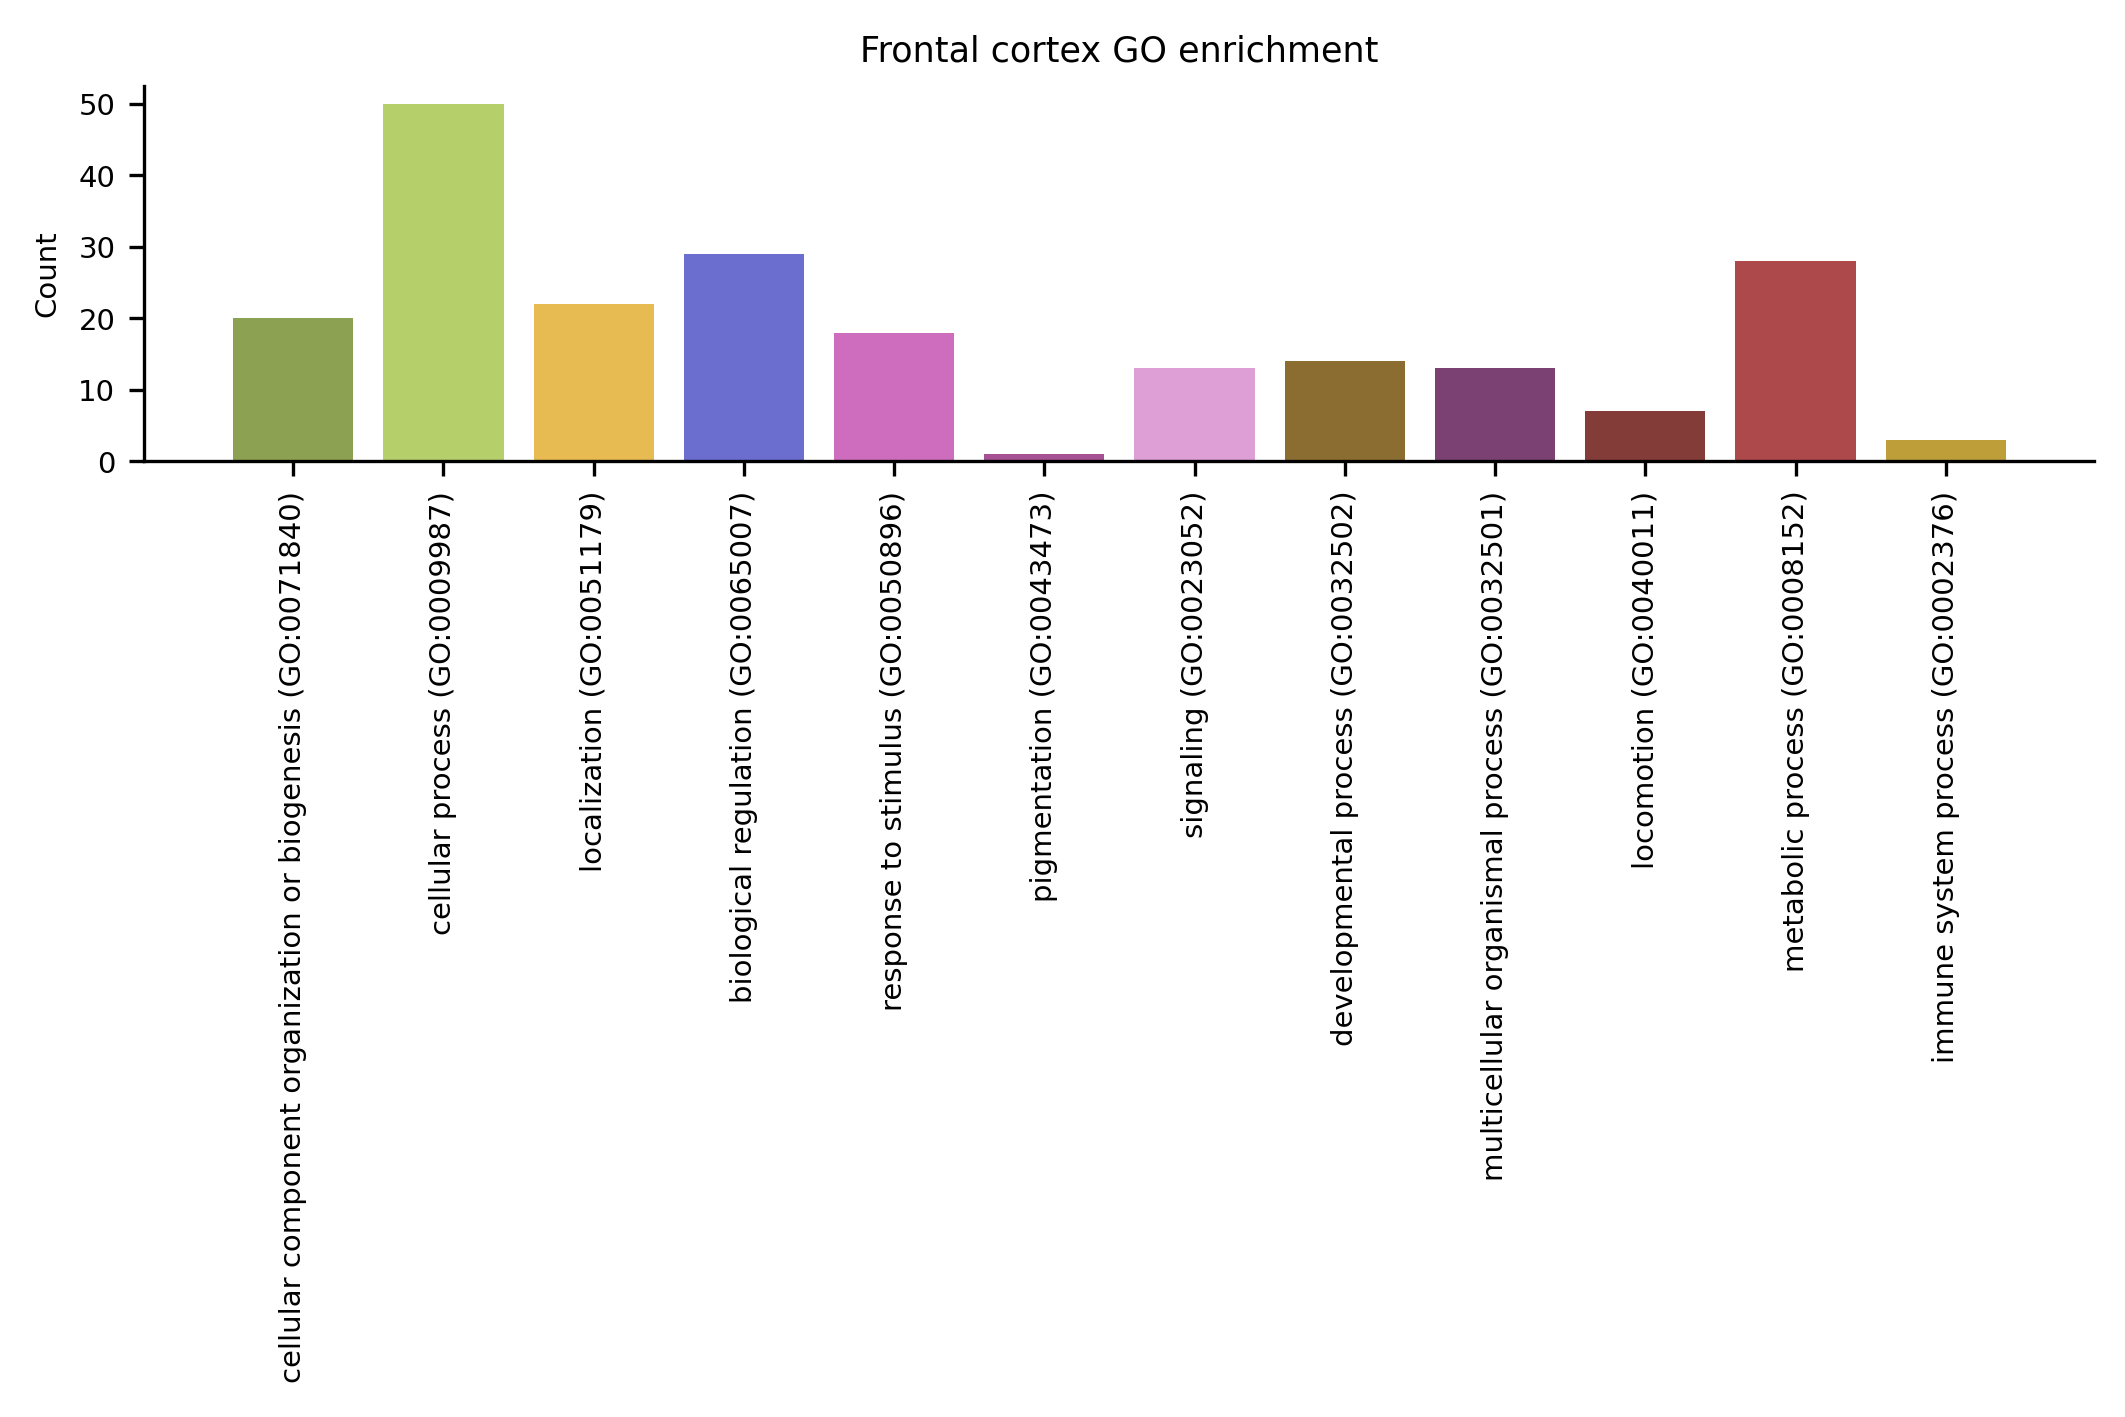 Frontal cortex GO enrichment
Count
50
40
30
20
10
0
cellular component organization or biogenesis (GO:0071840)
cellular process (GO:0009987)
localization (GO:0051179)
biological regulation (GO:0065007)
response to stimulus (GO:0050896)
pigmentation (GO:0043473)
signaling (GO:0023052)
developmental process (GO:0032502)
multicellular organismal process (GO:0032501)
locomotion (GO:0040011)
metabolic process (GO:0008152)
immune system process (GO:0002376)